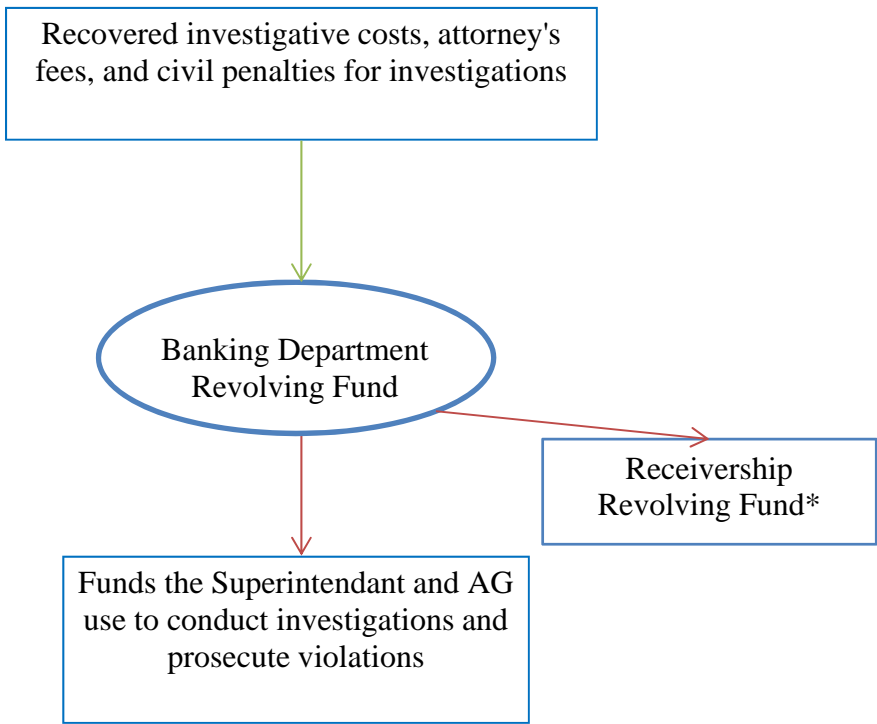 Recovered investigative costs, attorney's
fees, and civil penalties for investigations
Banking Department
Revolving Fund
Receivership
Revolving Fund*
Funds the Superintendant and AG
use to conduct investigations and
prosecute violations